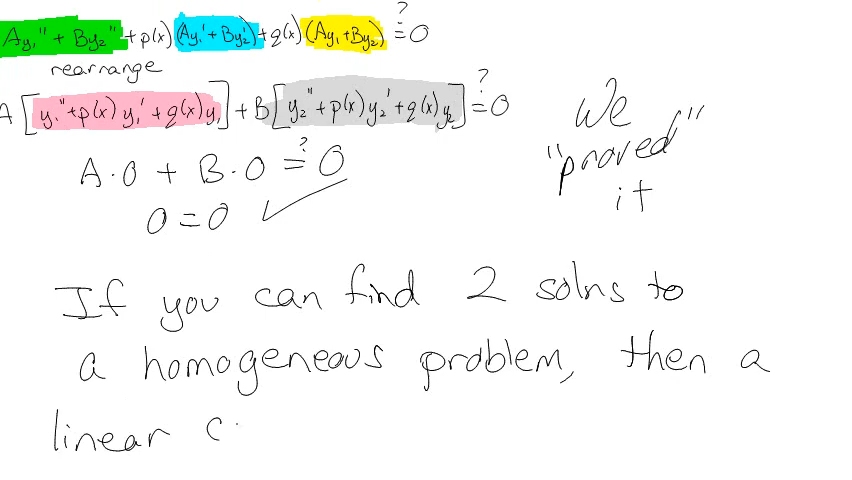 Ay₁'' + By₂'' + p(x) (Ay₁' + By₂') + q(x) (Ay₁ + By₂) ≟ 0
rearrange
A [y₁'' + p(x) y₁' + q(x) y₁] + B [y₂'' + p(x) y₂' + q(x) y₂] ≟ 0
A·0 + B·0 ≟ 0
0 = 0 ✓
We
"proved"
it
If you can find 2 solns to
a homogeneous problem, then a
linear c